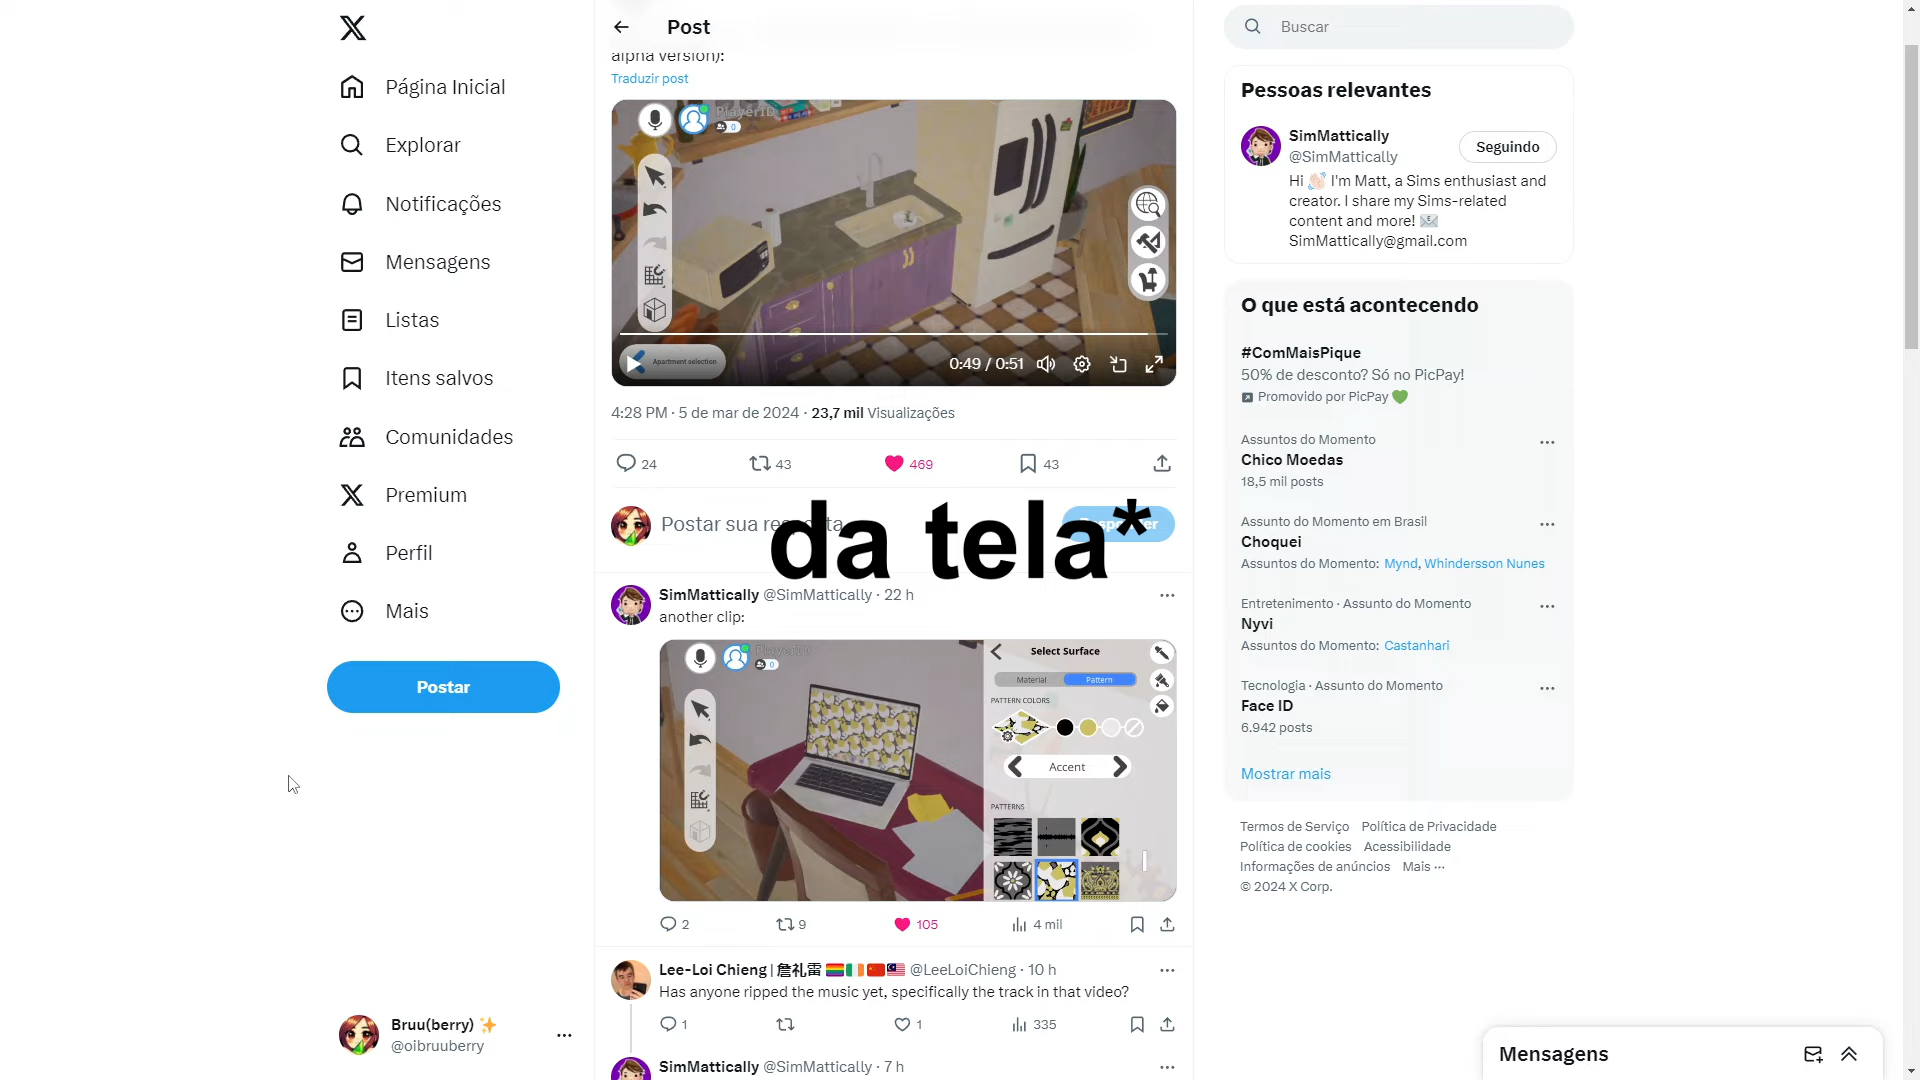 Página Inicial
Explorar
Notificações
Mensagens
Listas
Itens salvos
Comunidades
Premium
Perfil
Mais
Postar
Bruu(berry)
@oibruuberry
Post
alpha version):
Traduzir post
PlayerID
0
Apartment selection
0:49 / 0:51
4:28 PM · 5 de mar de 2024 · 23,7 mil Visualizações
24
43
469
43
Postar sua resposta
da tela*
SimMattically @SimMattically · 22 h
another clip:
0
Select Surface
Material
Pattern
PATTERN COLORS
Accent
PATTERNS
2
9
105
4 mil
Lee-Loi Chieng | 詹礼雷 @LeeLoiChieng · 10 h
Has anyone ripped the music yet, specifically the track in that video?
1
1
335
SimMattically @SimMattically · 7 h
Buscar
Pessoas relevantes
SimMattically
@SimMattically
Seguindo
Hi 👋🏻 I'm Matt, a Sims enthusiast and
creator. I share my Sims-related
content and more! 📧
SimMattically@gmail.com
O que está acontecendo
#ComMaisPique
50% de desconto? Só no PicPay!
Promovido por PicPay 💚
Assuntos do Momento
Chico Moedas
18,5 mil posts
Assunto do Momento em Brasil
Choquei
Assuntos do Momento: Mynd, Whindersson Nunes
Entretenimento · Assunto do Momento
Nyvi
Assuntos do Momento: Castanhari
Tecnologia · Assunto do Momento
Face ID
6.942 posts
Mostrar mais
Termos de Serviço Política de Privacidade
Política de cookies Acessibilidade
Informações de anúncios Mais ···
© 2024 X Corp.
Mensagens